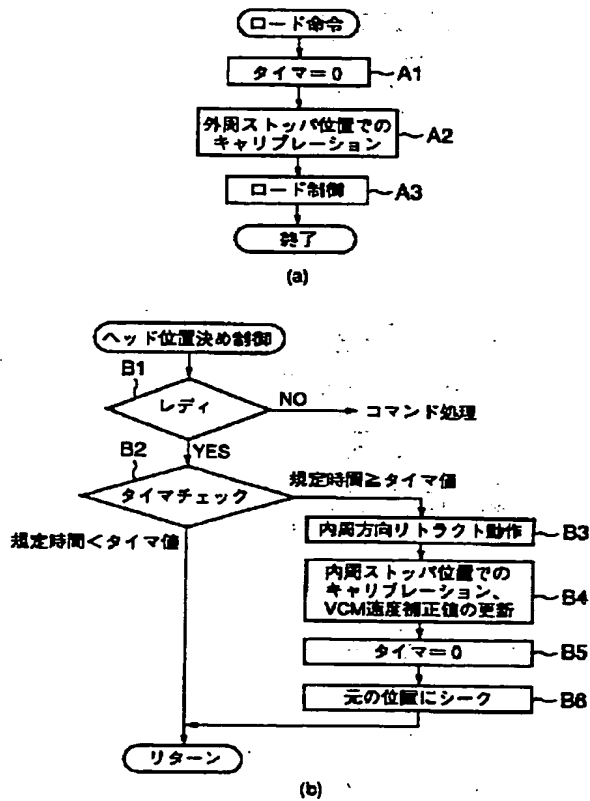 ロード命令
タイマ=0
A1
外周ストッパ位置での
キャリブレーション
A2
ロード制御
A3
終了
(a)
ヘッド位置決め制御
B1
レディ
NO
コマンド処理
YES
B2
タイマチェック
規定時間≧タイマ値
規定時間<タイマ値
内周方向リトラクト動作
B3
内周ストッパ位置での
キャリブレーション、
VCM速度補正値の更新
B4
タイマ=0
B5
元の位置にシーク
B6
リターン
(b)